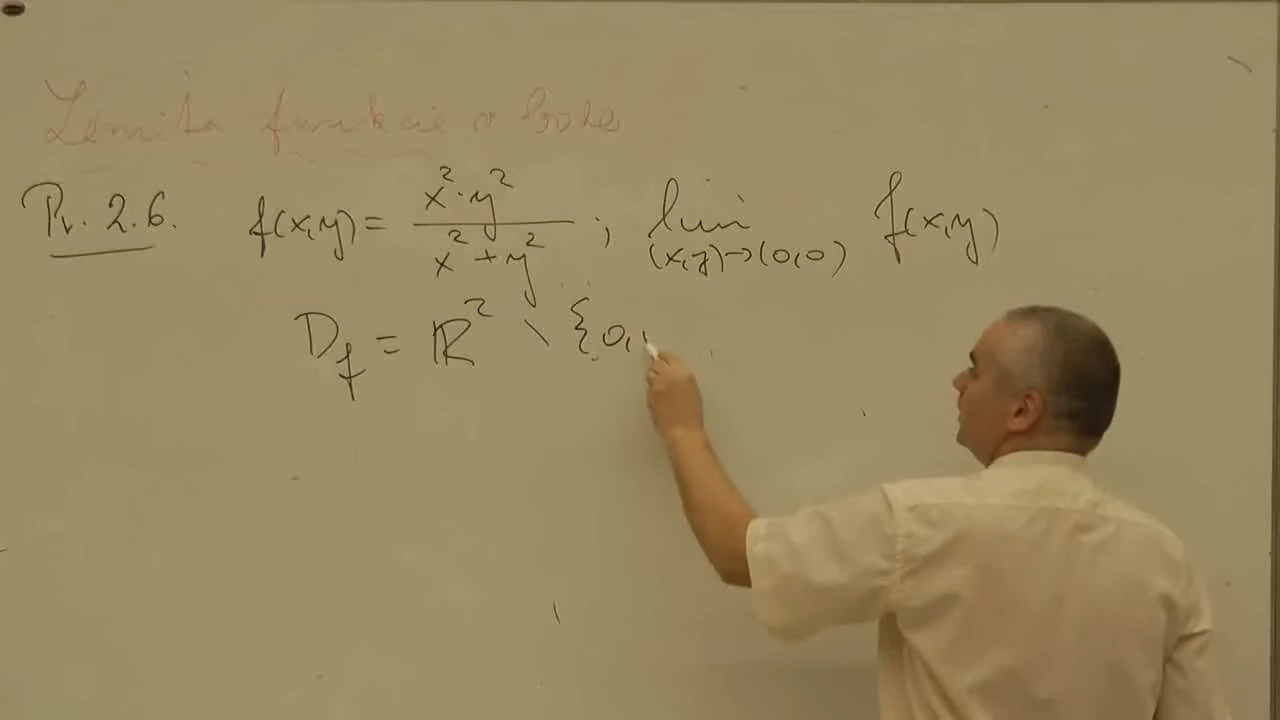 Limita funkcie v bode
Pr. 2.6. f(x,y) = x²·y² / x²+y² ; lim (x,y)→(0,0) f(x,y)
D_f = ℝ² \ {0,